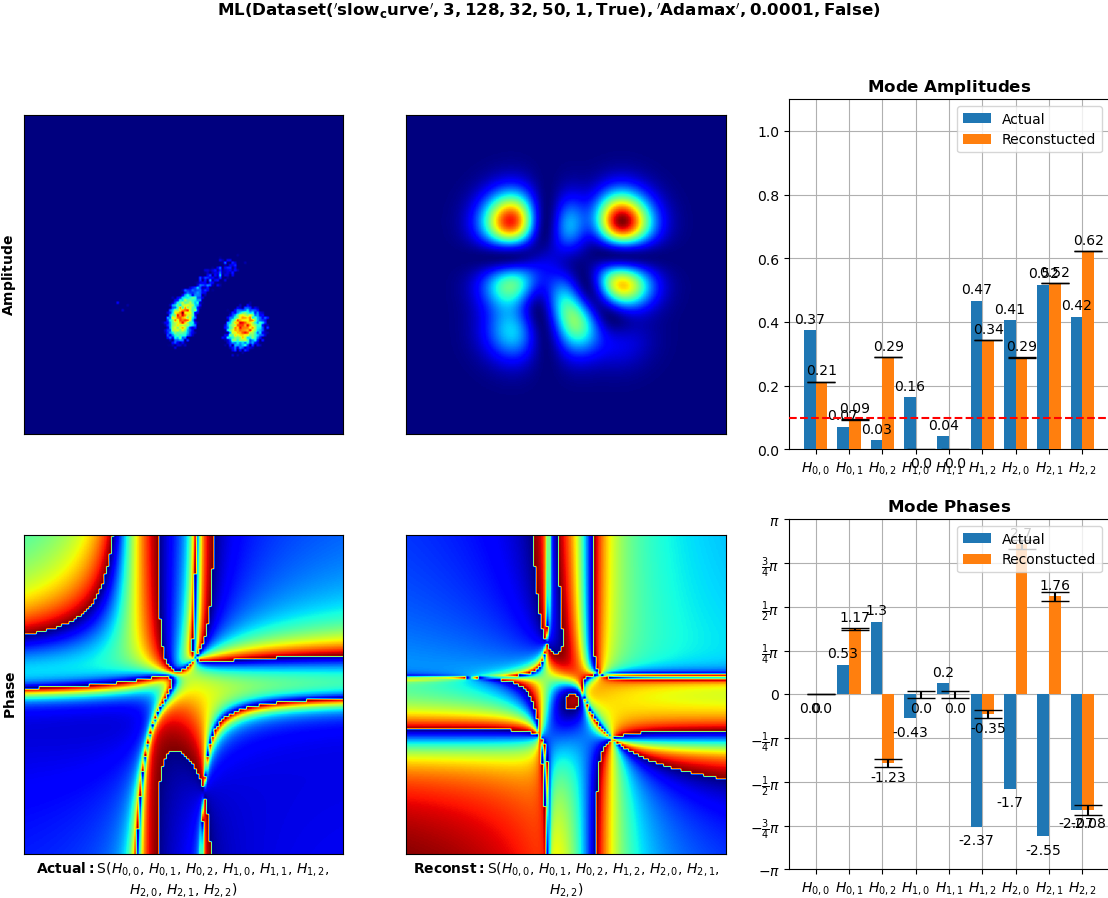 ML(Dataset('slow_curve', 3, 128, 32, 50, 1, True), 'Adamax', 0.0001, False)
Amplitude
Mode Amplitudes
Actual
Reconstucted
1.0
0.8
0.6
0.4
0.2
0.0
0.37
0.21
0.07
0.09
0.03
0.29
0.16
0.0
0.04
0.0
0.47
0.34
0.41
0.29
0.52
0.52
0.42
0.62
H0,0 H0,1 H0,2 H1,0 H1,1 H1,2 H2,0 H2,1 H2,2
Phase
Mode Phases
Actual
Reconstucted
π
3/4π
1/2π
1/4π
0
−1/4π
−1/2π
−3/4π
−π
0.0
0.0
0.53
1.17
1.3
-1.23
-0.43
0.0
0.2
0.0
-2.37
-0.35
-1.7
2.7
-2.55
1.76
-2.08
H0,0 H0,1 H0,2 H1,0 H1,1 H1,2 H2,0 H2,1 H2,2
Actual: S(H0,0, H0,1, H0,2, H1,0, H1,1, H1,2,
H2,0, H2,1, H2,2)
Reconst: S(H0,0, H0,1, H0,2, H1,2, H2,0, H2,1,
H2,2)